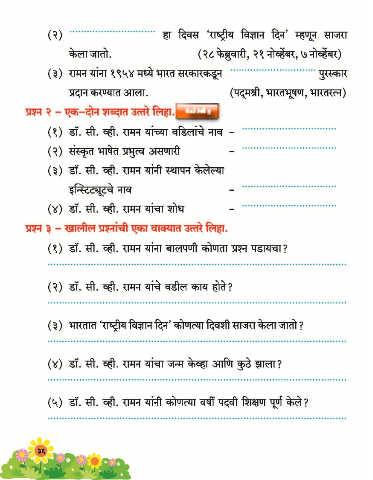 (२) ............................ हा दिवस ‘राष्ट्रीय विज्ञान दिन’ म्हणून साजरा
केला जातो. (२८ फेब्रुवारी, २१ नोव्हेंबर, ७ नोव्हेंबर)
(३) रामन यांना १९५४ मध्ये भारत सरकारकडून ............................ पुरस्कार
प्रदान करण्यात आला. (पद्मश्री, भारतभूषण, भारतरत्न)
प्रश्न २ – एक-दोन शब्दात उत्तरे लिहा.
(१) डॉ. सी. व्ही. रामन यांच्या वडिलांचे नाव – ............................
(२) संस्कृत भाषेत प्रभुत्व असणारी – ............................
(३) डॉ. सी. व्ही. रामन यांनी स्थापन केलेल्या
इन्स्टिट्यूटचे नाव – ............................
(४) डॉ. सी. व्ही. रामन यांचा शोध – ............................
प्रश्न ३ – खालील प्रश्नांची एका वाक्यात उत्तरे लिहा.
(१) डॉ. सी. व्ही. रामन यांना बालपणी कोणता प्रश्न पडायचा?
(२) डॉ. सी. व्ही. रामन यांचे वडील काय होते?
(३) भारतात ‘राष्ट्रीय विज्ञान दिन’ कोणत्या दिवशी साजरा केला जातो?
(४) डॉ. सी. व्ही. रामन यांचा जन्म केव्हा आणि कुठे झाला?
(५) डॉ. सी. व्ही. रामन यांनी कोणत्या वर्षी पदवी शिक्षण पूर्ण केले?